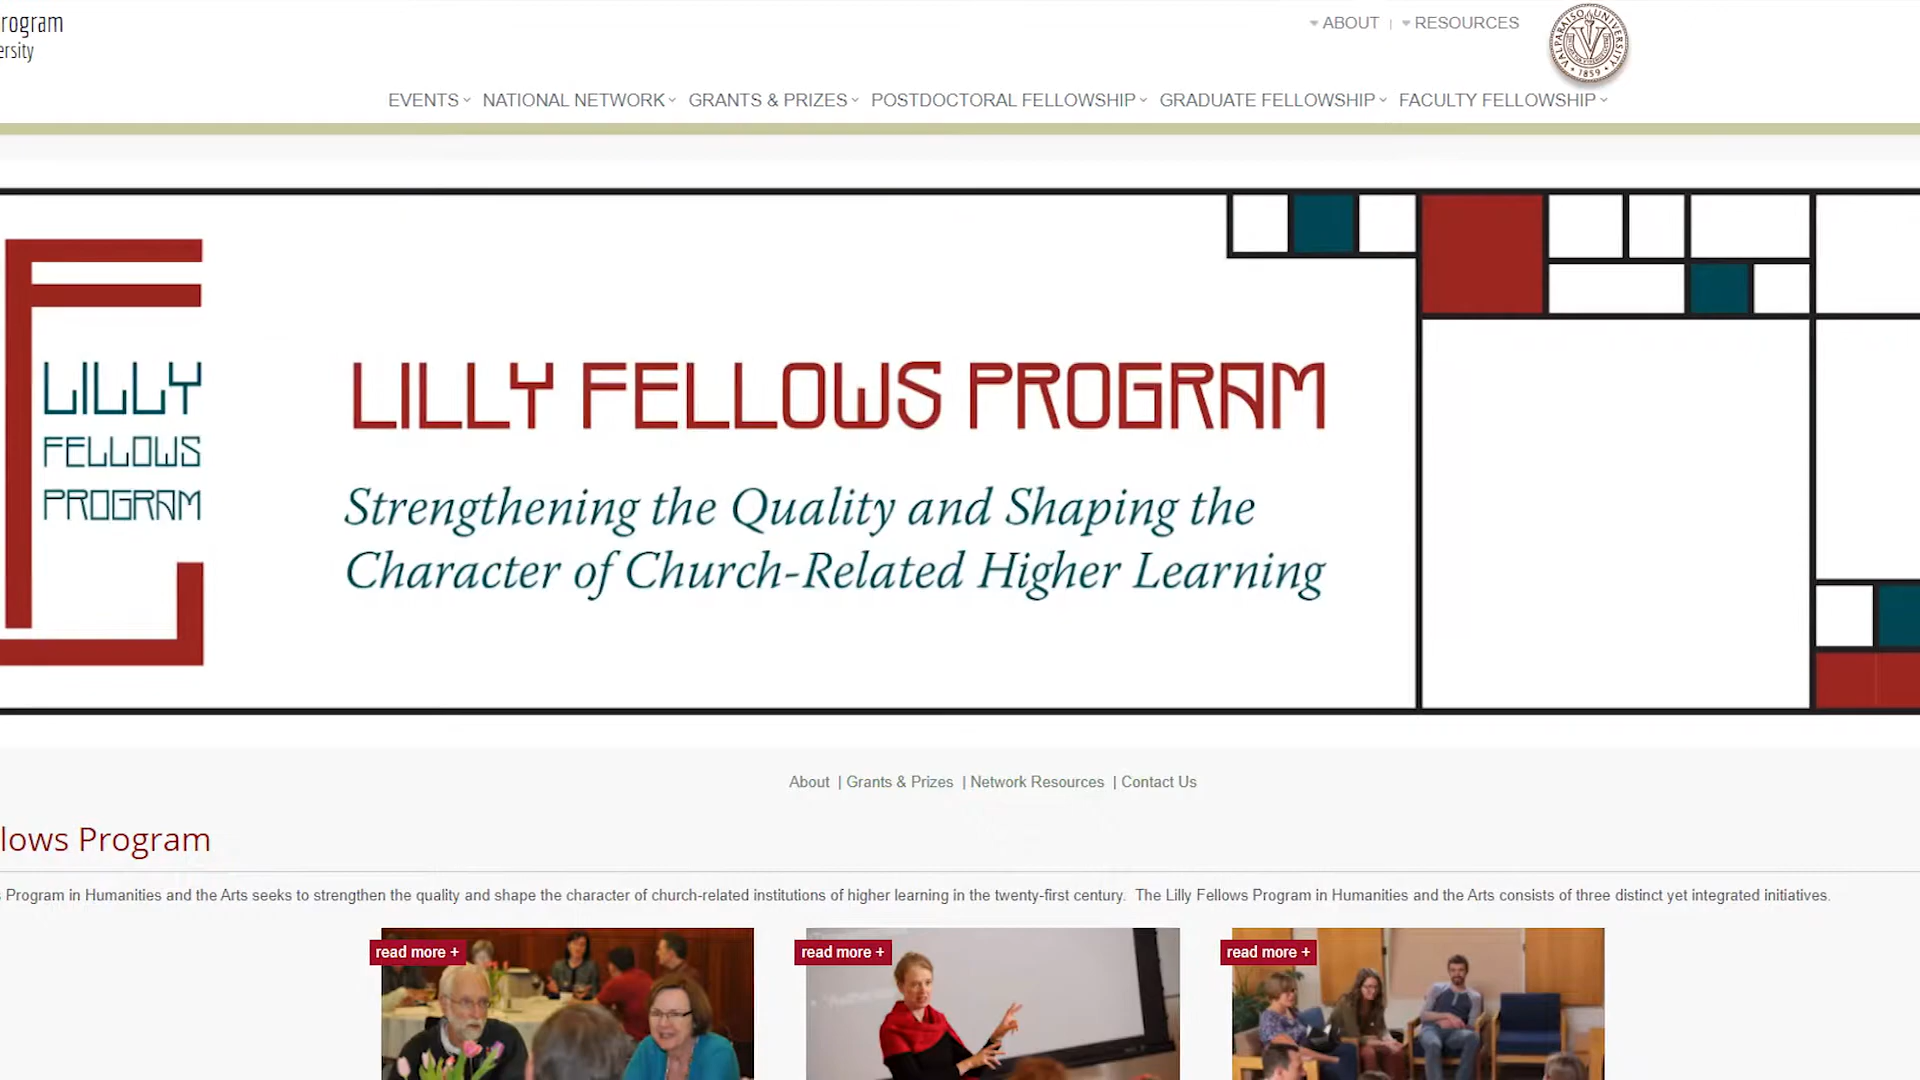 rogram
ersity
ABOUT | RESOURCES
VALPARAISO UNIVERSITY
V
1859
EVENTS NATIONAL NETWORK GRANTS & PRIZES POSTDOCTORAL FELLOWSHIP GRADUATE FELLOWSHIP FACULTY FELLOWSHIP
LILLY
FELLOWS
PROGRAM
LILLY FELLOWS PROGRAM
Strengthening the Quality and Shaping the
Character of Church-Related Higher Learning
About | Grants & Prizes | Network Resources | Contact Us
lows Program
Program in Humanities and the Arts seeks to strengthen the quality and shape the character of church-related institutions of higher learning in the twenty-first century. The Lilly Fellows Program in Humanities and the Arts consists of three distinct yet integrated initiatives.
read more +
read more +
read more +